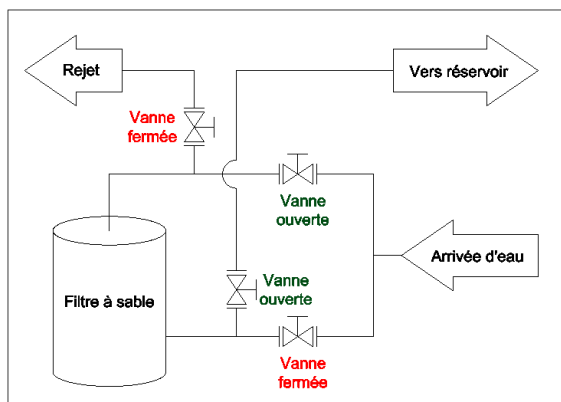 Rejet
Vers réservoir
Vanne
fermée
Vanne
ouverte
Arrivée d'eau
Filtre à sable
Vanne
ouverte
Vanne
fermée